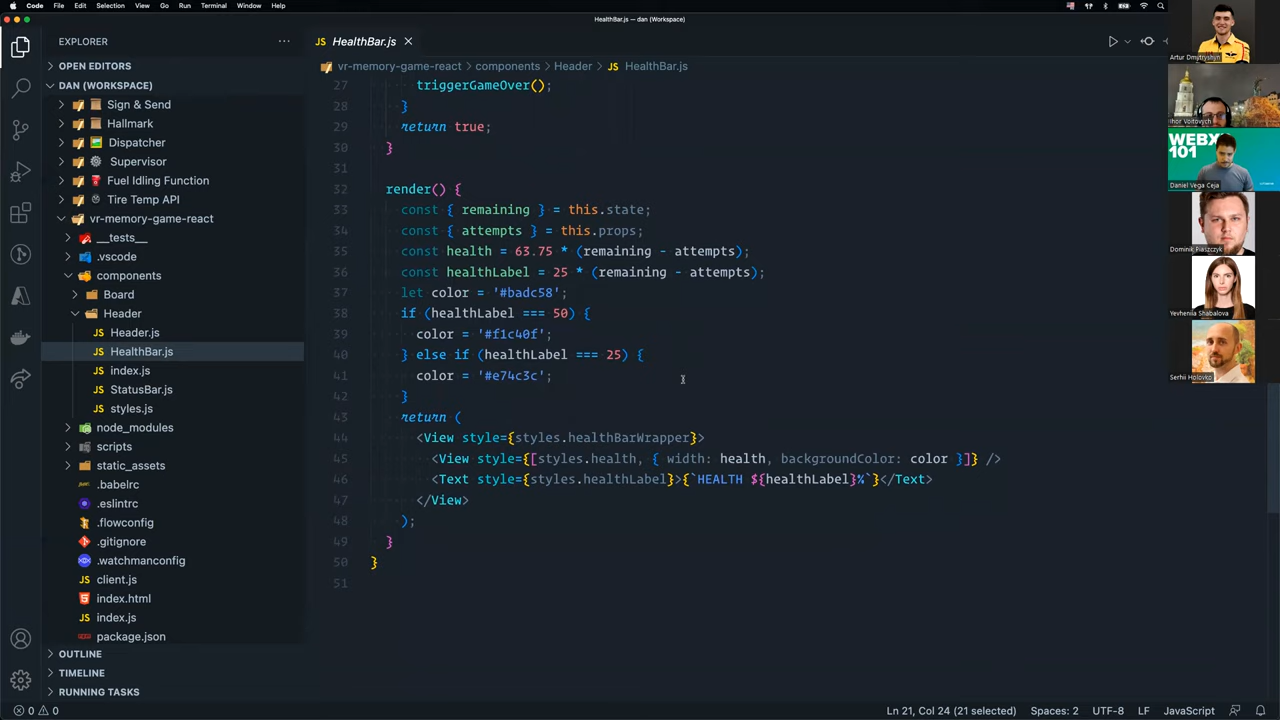 Code File Edit Selection View Go Run Terminal Window Help
HealthBar.js — dan (Workspace)
EXPLORER
OPEN EDITORS
DAN (WORKSPACE)
Sign & Send
Hallmark
Dispatcher
Supervisor
Fuel Idling Function
Tire Temp API
vr-memory-game-react
__tests__
.vscode
components
Board
Header
Header.js
HealthBar.js
index.js
StatusBar.js
styles.js
node_modules
scripts
static_assets
.babelrc
.eslintrc
.flowconfig
.gitignore
.watchmanconfig
client.js
index.html
index.js
package.json
OUTLINE
TIMELINE
RUNNING TASKS
JS HealthBar.js
vr-memory-game-react > components > Header > JS HealthBar.js
27 triggerGameOver();
28 }
29 return true;
30 }
31
32 render() {
33 const { remaining } = this.state;
34 const { attempts } = this.props;
35 const health = 63.75 * (remaining - attempts);
36 const healthLabel = 25 * (remaining - attempts);
37 let color = '#badc58';
38 if (healthLabel === 50) {
39 color = '#f1c40f';
40 } else if (healthLabel === 25) {
41 color = '#e74c3c';
42 }
43 return (
44 <View style={styles.healthBarWrapper}>
45 <View style={[styles.health, { width: health, backgroundColor: color }]} />
46 <Text style={styles.healthLabel}>{`HEALTH ${healthLabel}%`}</Text>
47 </View>
48 );
49 }
50 }
51
Artur Dmytryshyn
Ihor Voitovych
WEBX
101
Daniel Vega Ceja
Dominik Piaszczyk
Yevheniia Shabalova
Serhii Holovko
0 0
Ln 21, Col 24 (21 selected) Spaces: 2 UTF-8 LF JavaScript